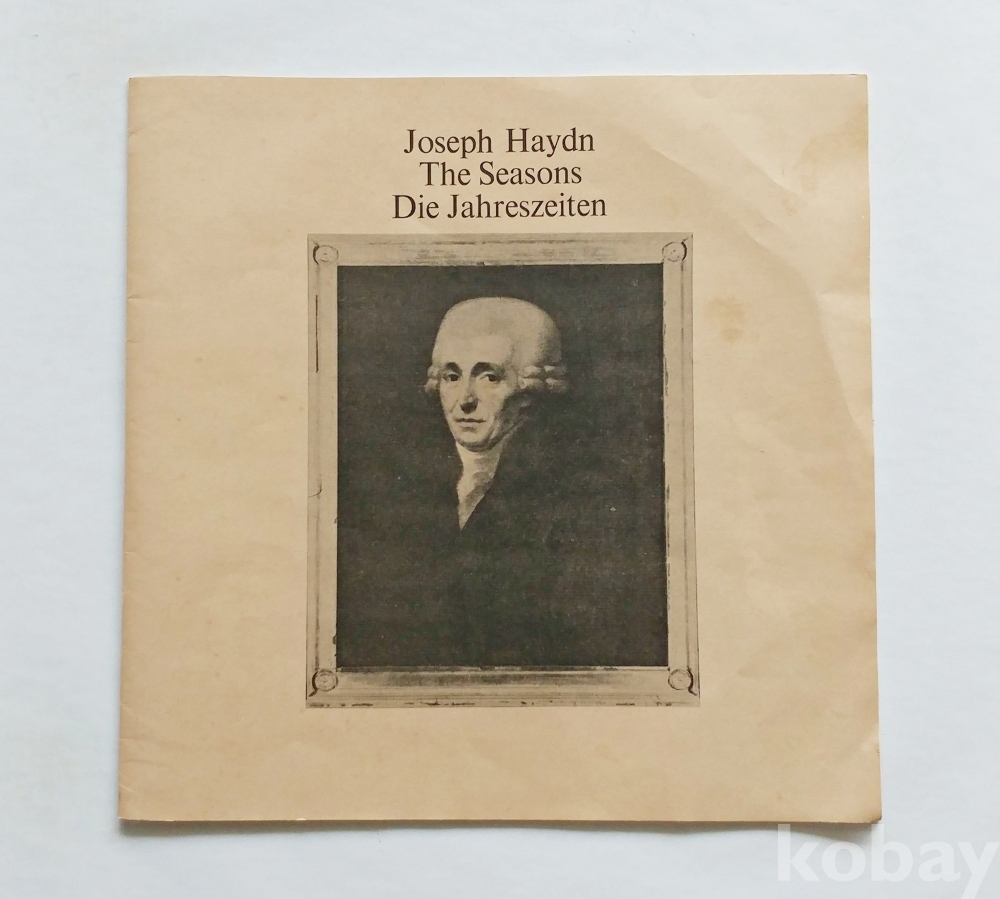 Joseph Haydn
The Seasons
Die Jahreszeiten
kobay